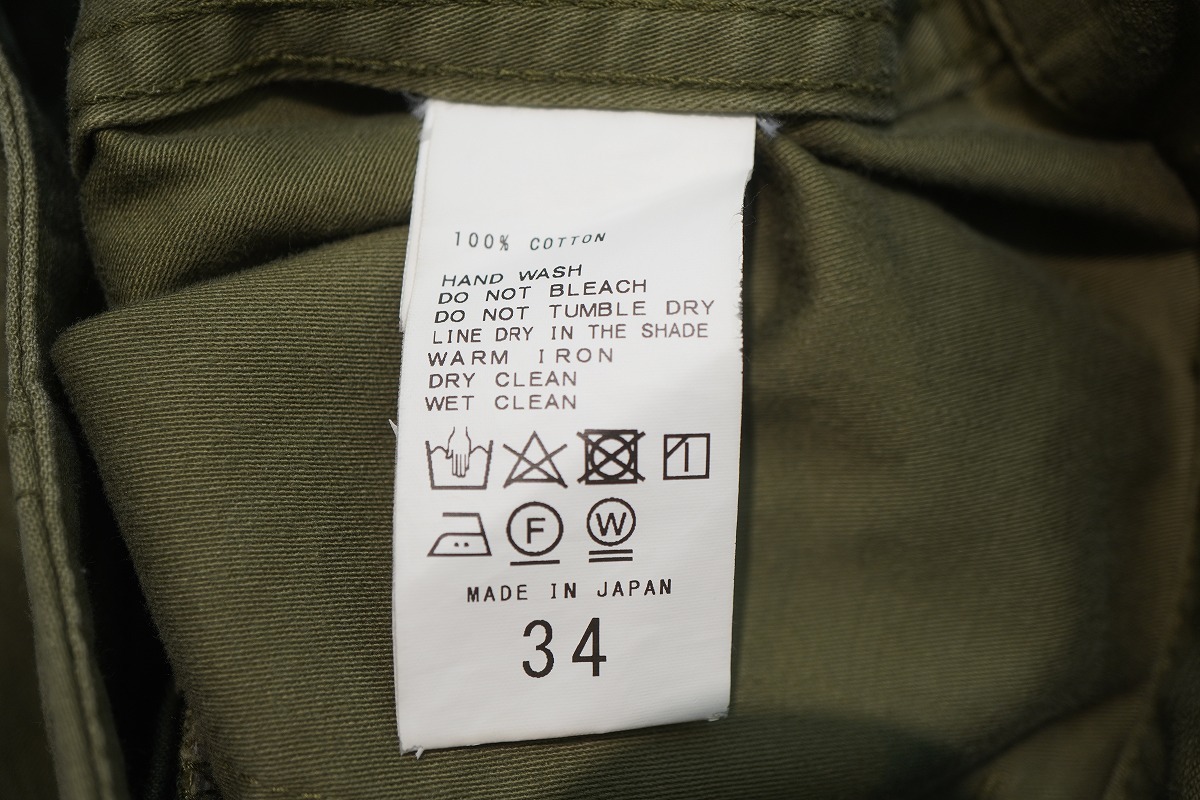 100% COTTON
HAND WASH
DO NOT BLEACH
DO NOT TUMBLE DRY
LINE DRY IN THE SHADE
WARM IRON
DRY CLEAN
WET CLEAN
F W
MADE IN JAPAN
34